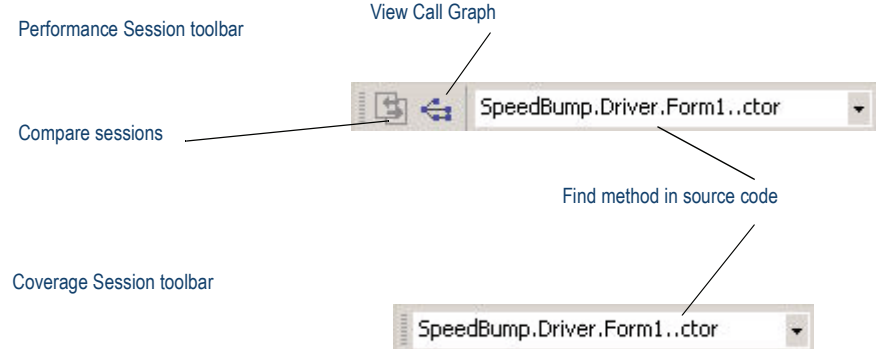 View Call Graph
Performance Session toolbar
SpeedBump.Driver.Form1..ctor
Compare sessions
Find method in source code
Coverage Session toolbar
SpeedBump.Driver.Form1..ctor